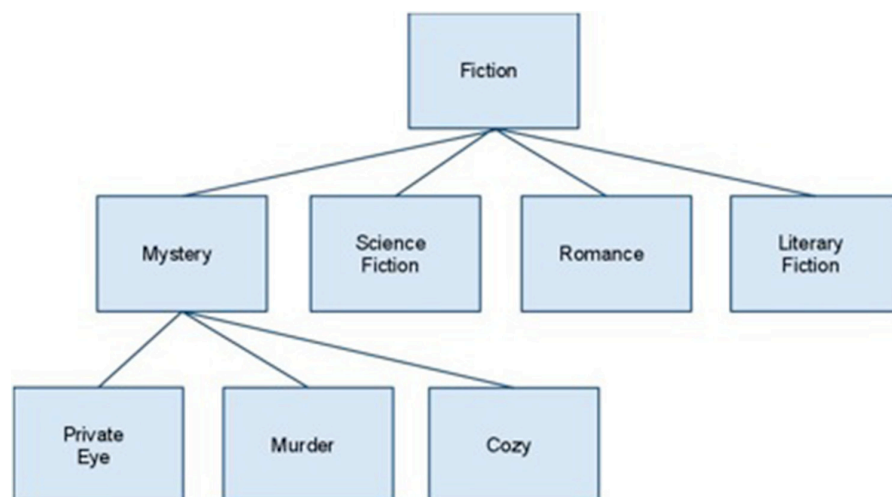 Fiction
Mystery
Science
Fiction
Romance
Literary
Fiction
Private
Eye
Murder
Cozy